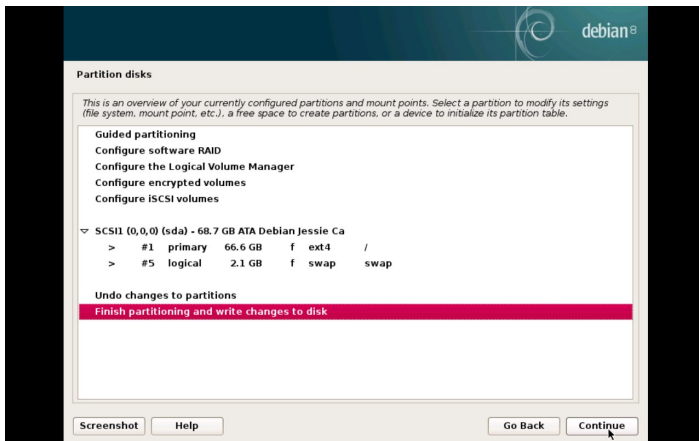 debian 8
Partition disks
This is an overview of your currently configured partitions and mount points. Select a partition to modify its settings
(file system, mount point, etc.), a free space to create partitions, or a device to initialize its partition table.
Guided partitioning
Configure software RAID
Configure the Logical Volume Manager
Configure encrypted volumes
Configure iSCSI volumes
SCSI1 (0,0,0) (sda) - 68.7 GB ATA Debian Jessie Ca
> #1 primary 66.6 GB f ext4 /
> #5 logical 2.1 GB f swap swap
Undo changes to partitions
Finish partitioning and write changes to disk
Screenshot Help Go Back Continue